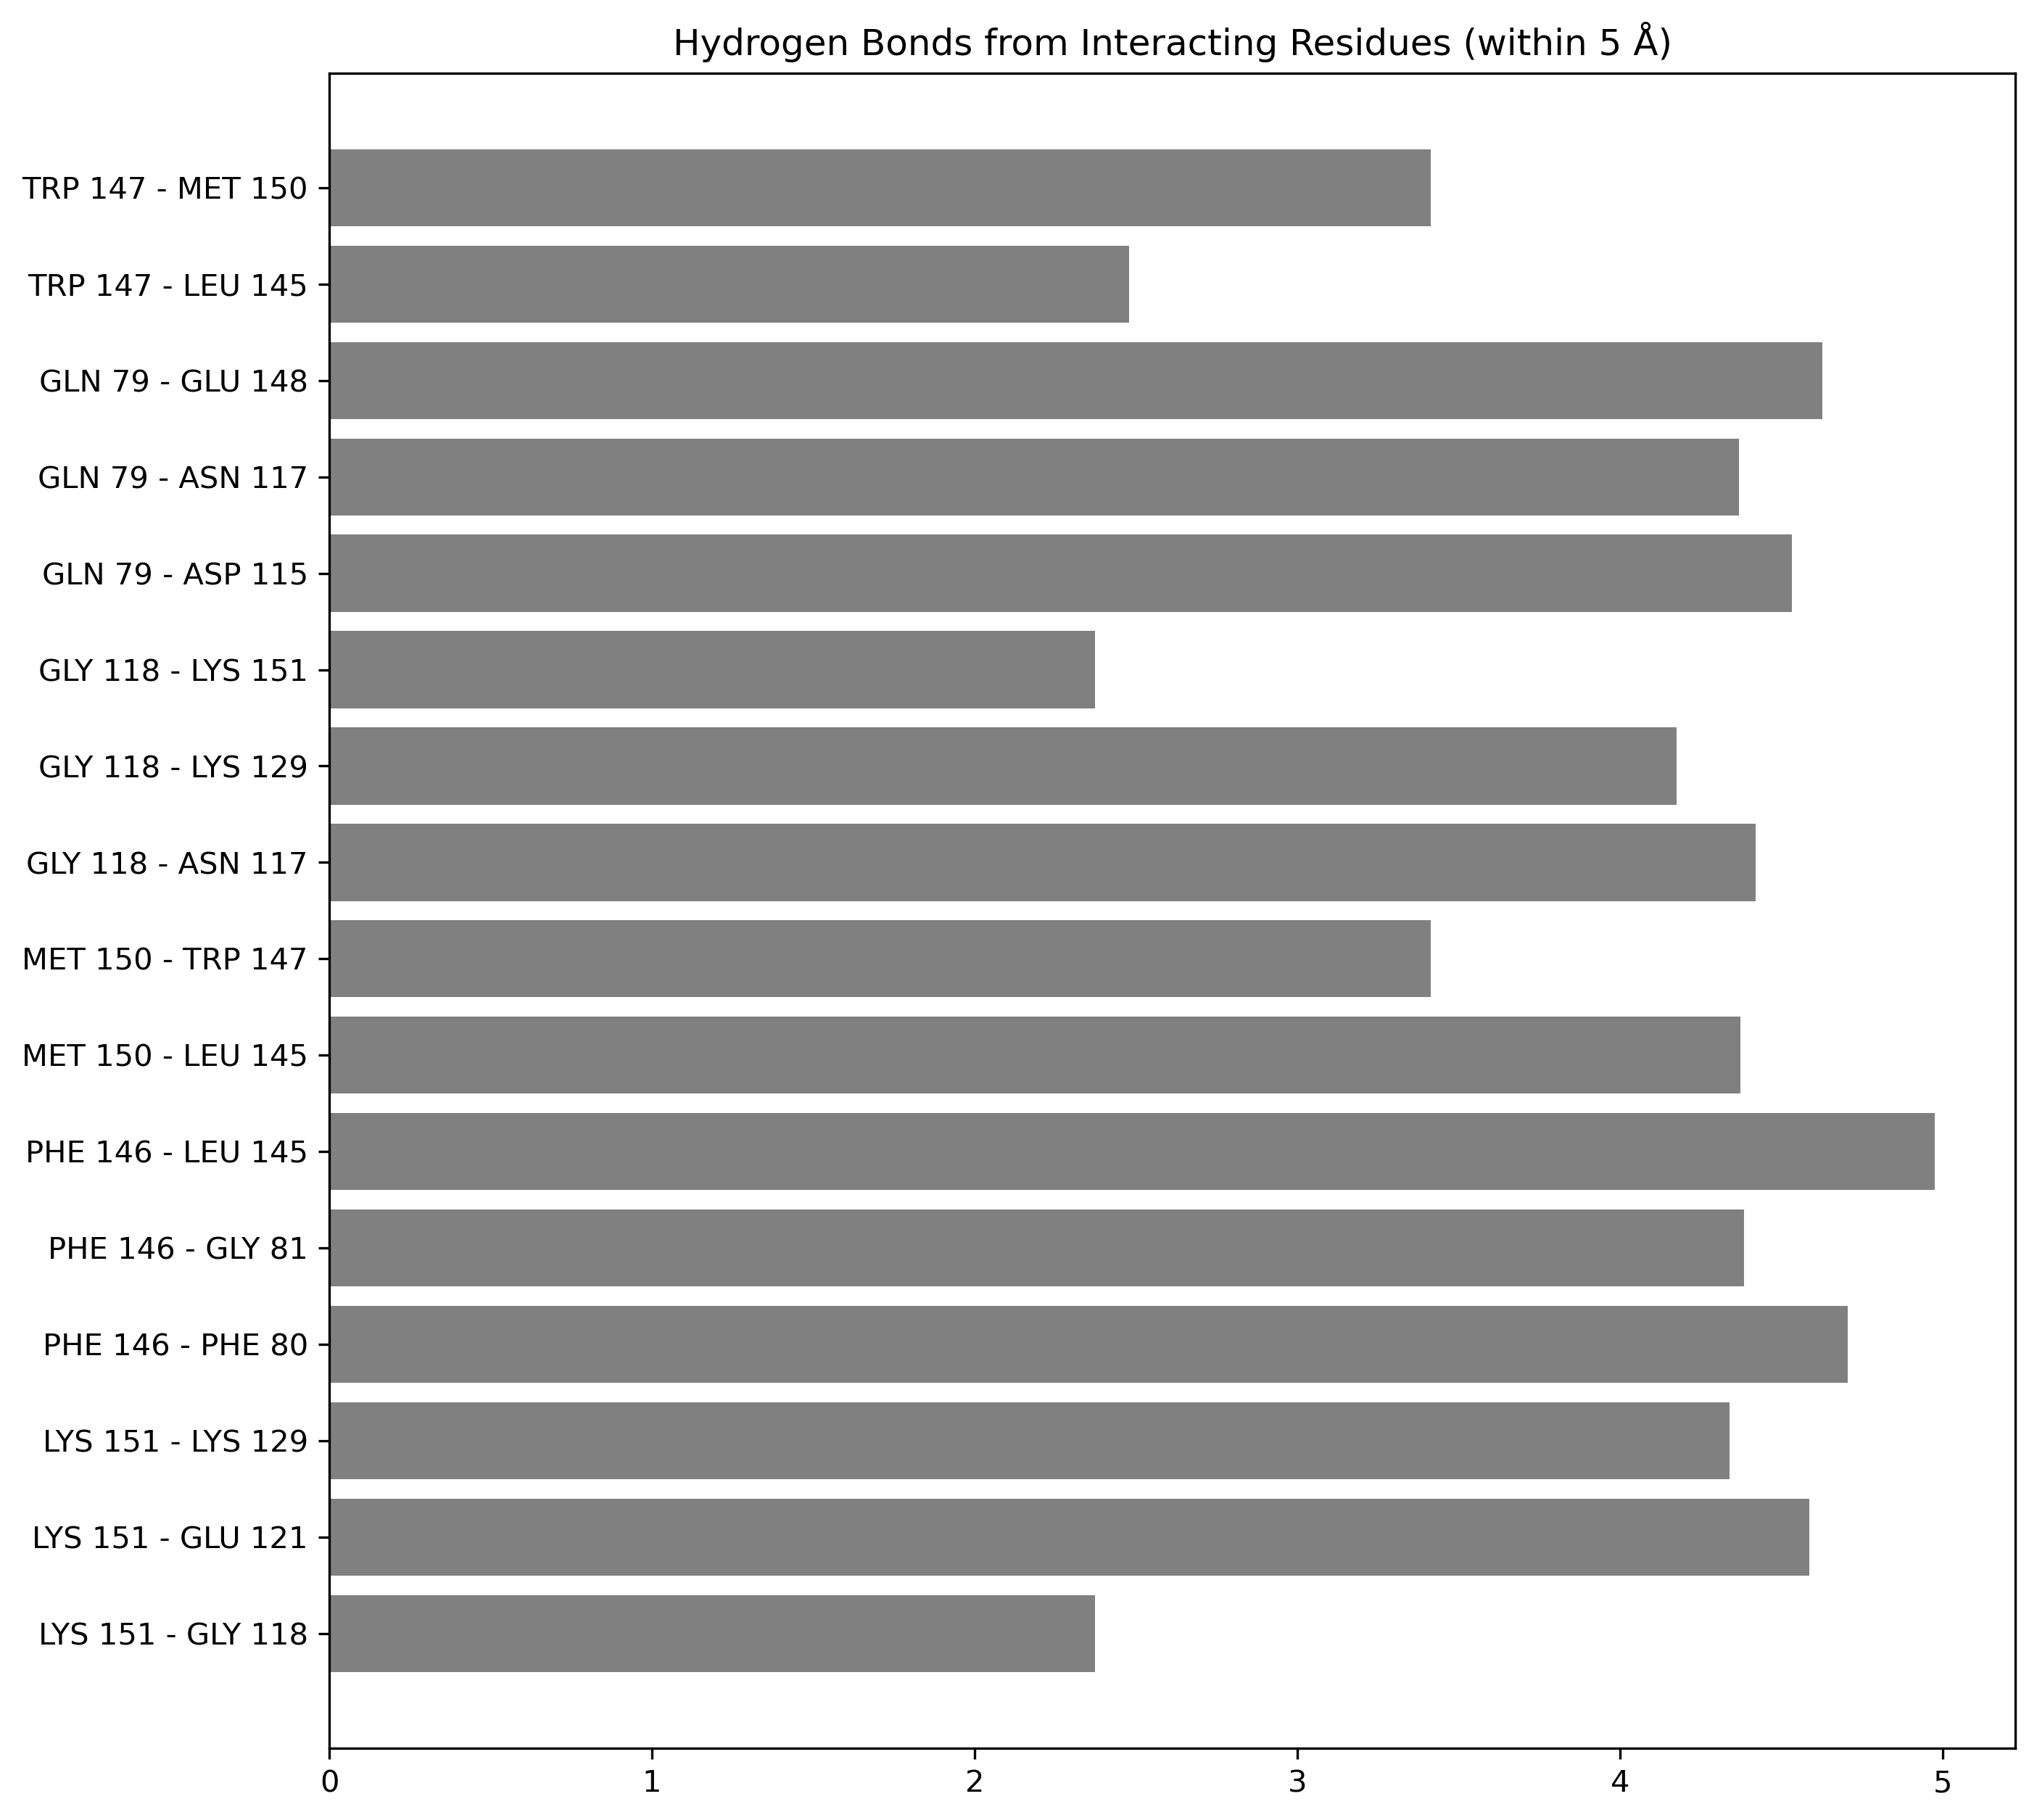 Hydrogen Bonds from Interacting Residues (within 5 Å)
TRP 147 - MET 150
TRP 147 - LEU 145
GLN 79 - GLU 148
GLN 79 - ASN 117
GLN 79 - ASP 115
GLY 118 - LYS 151
GLY 118 - LYS 129
GLY 118 - ASN 117
MET 150 - TRP 147
MET 150 - LEU 145
PHE 146 - LEU 145
PHE 146 - GLY 81
PHE 146 - PHE 80
LYS 151 - LYS 129
LYS 151 - GLU 121
LYS 151 - GLY 118
0 1 2 3 4 5